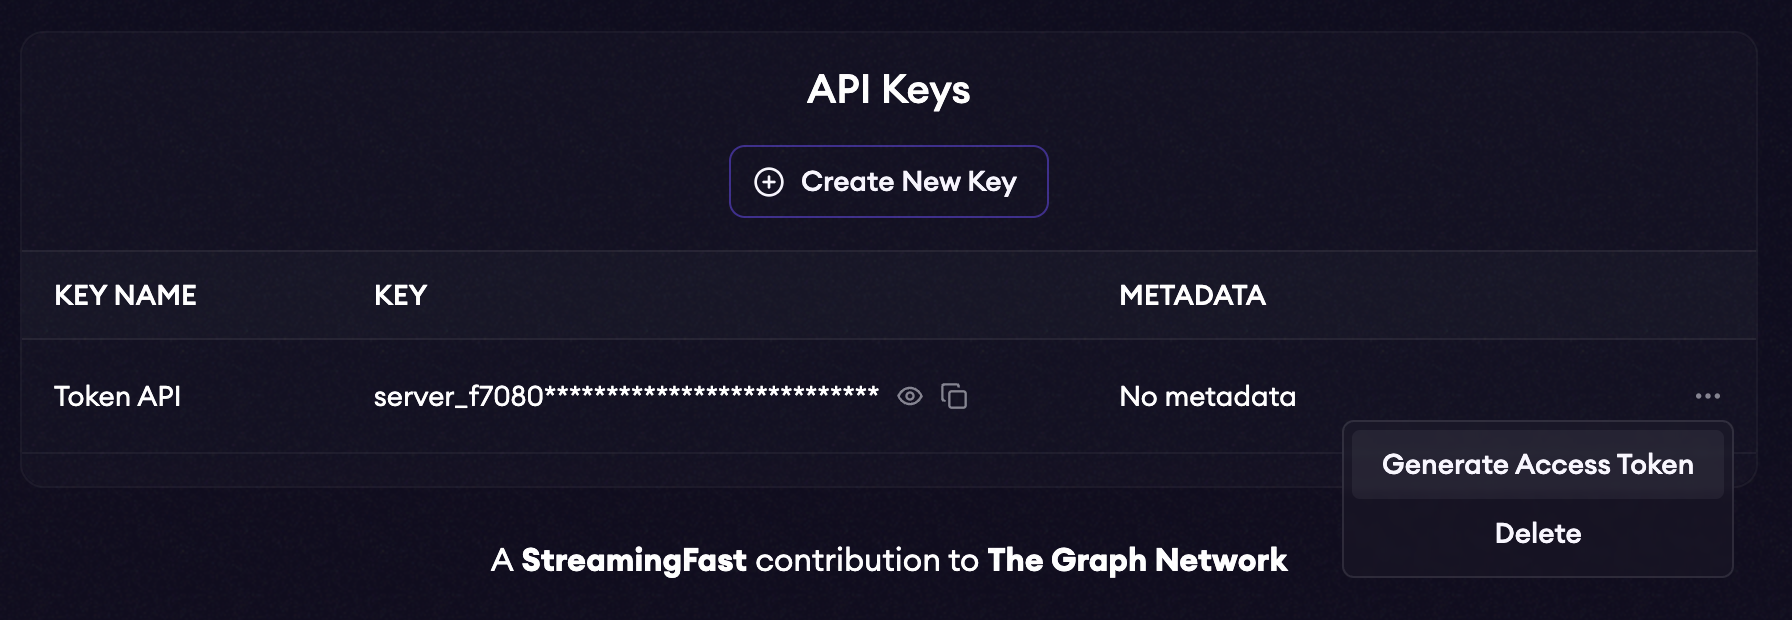 API Keys
Create New Key
KEY NAME KEY METADATA
Token API server_f7080*************************** No metadata
Generate Access Token
Delete
A StreamingFast contribution to The Graph Network